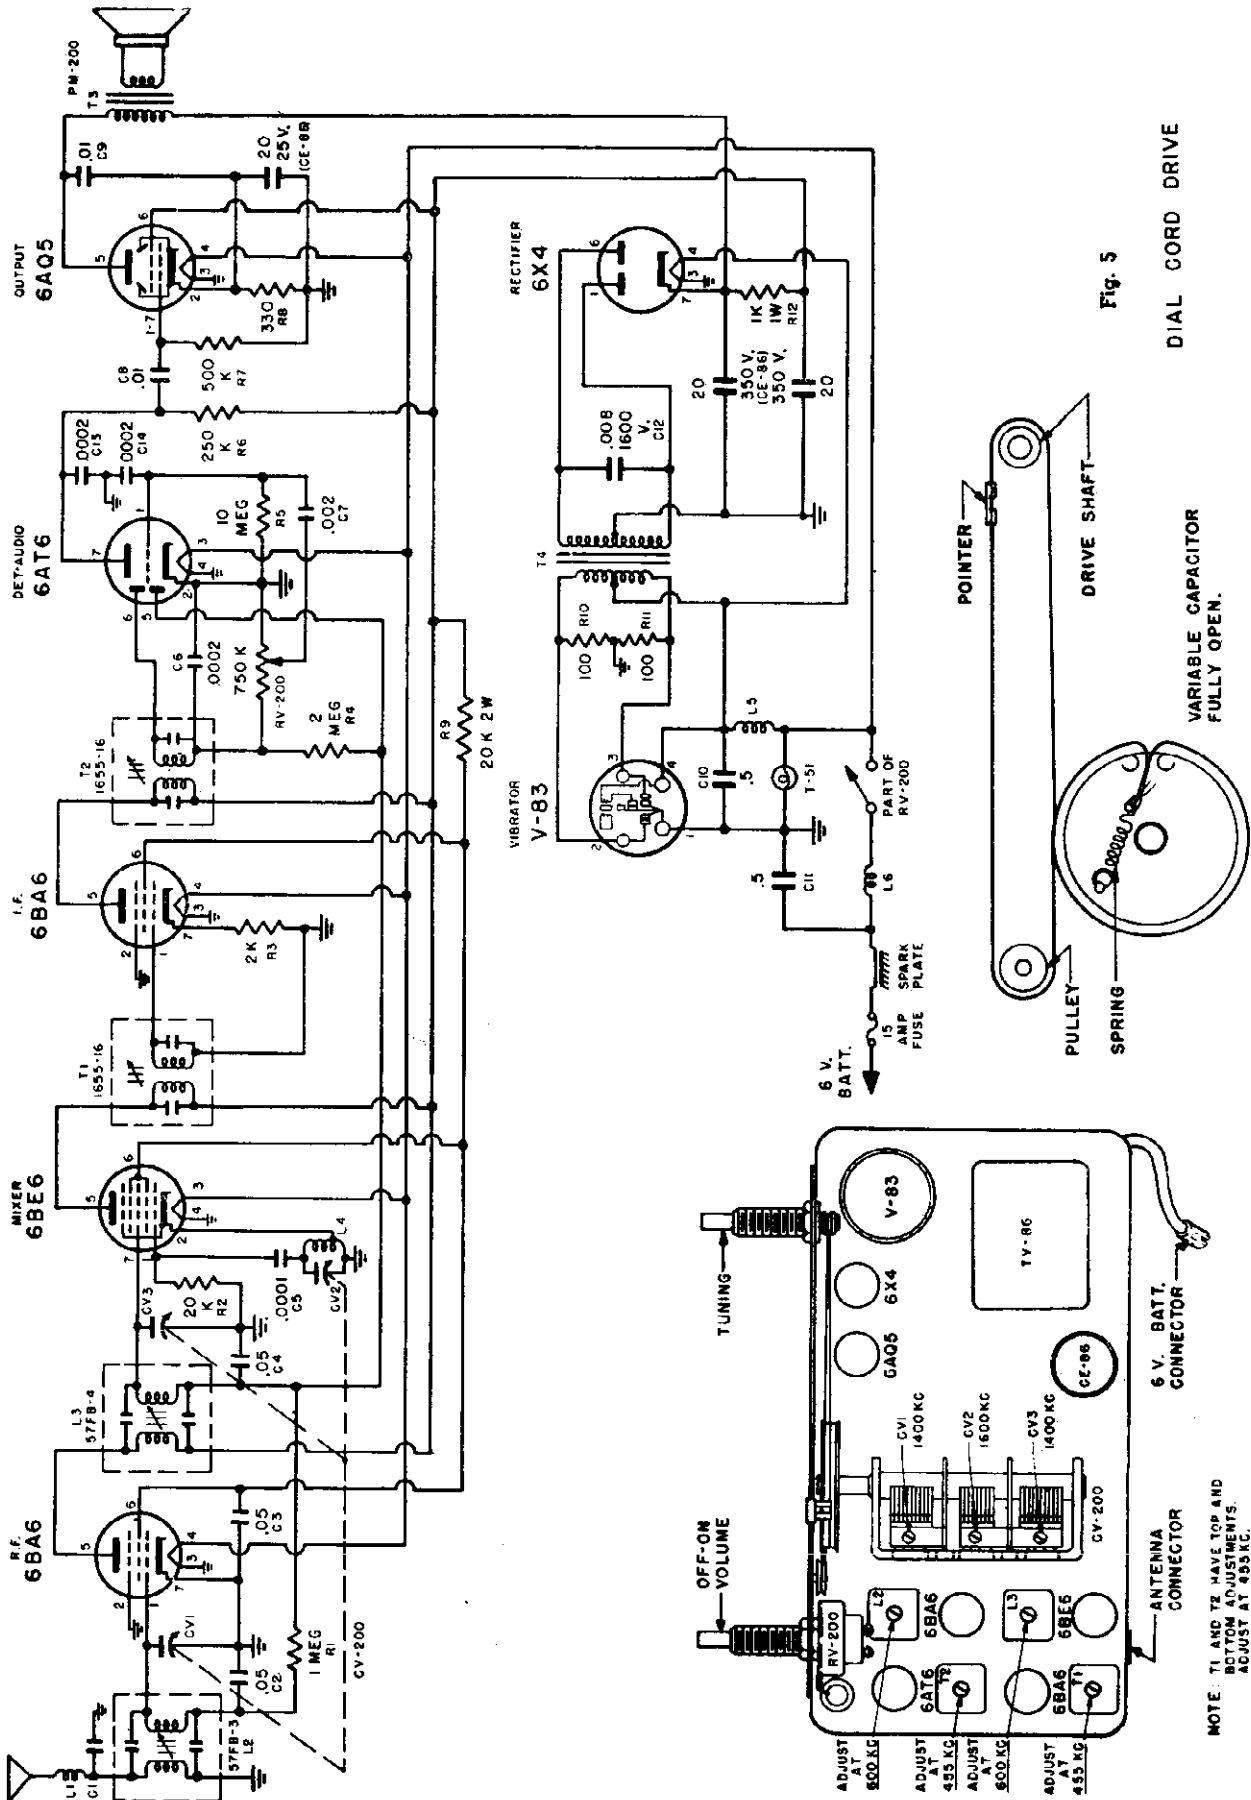 R.F.
6BA6
MIXER
6BE6
I.F.
6BA6
DET-AUDIO
6AT6
OUTPUT
6AQ5
PM-200
T3
L1
C1
57FB-3
L2
CV1
.05
C2
.05
C3
1 MEG
R1
CV-200
L3
57FB-4
CV3
20
K
R2
.05
C4
.0001
C5
CV2
L4
T1
1655-16
2K
R3
T2
1655-16
C6
.0002
750 K
RV-200
2
MEG
R4
10
MEG
R5
.002
C7
.0002
C13
.0002
C14
250
K
R6
C8
.01
500
K
R7
330
R8
.01
C9
20
25V.
(CE-86)
R9
20K 2W
VIBRATOR
V-83
RECTIFIER
6X4
T4
100
R10
100
R11
.008
1600
V.
C12
1K
1W
R12
20
350 V.
(CE-86)
350 V.
20
L5
C10
.5
T-51
.5
C11
L6
PART OF
RV-200
SPARK
PLATE
15
AMP
FUSE
6 V.
BATT.
TUNING
OFF-ON
VOLUME
RV-200
L2
6AT6
T2
6BA6
L3
6BA6
T1
6BE6
CV1
1400KC
CV2
1600KC
CV3
1400KC
CV-200
6AQ5
6X4
V-83
CE-86
TV-86
ADJUST
AT
600 KC
ADJUST
AT
455 KC
ADJUST
AT
600 KC
ADJUST
AT
455 KC
ANTENNA
CONNECTOR
6 V. BATT.
CONNECTOR
NOTE: T1 AND T2 HAVE TOP AND
BOTTOM ADJUSTMENTS.
ADJUST AT 455 KC.
PULLEY
SPRING
POINTER
DRIVE SHAFT
VARIABLE CAPACITOR
FULLY OPEN.
Fig. 5
DIAL CORD DRIVE